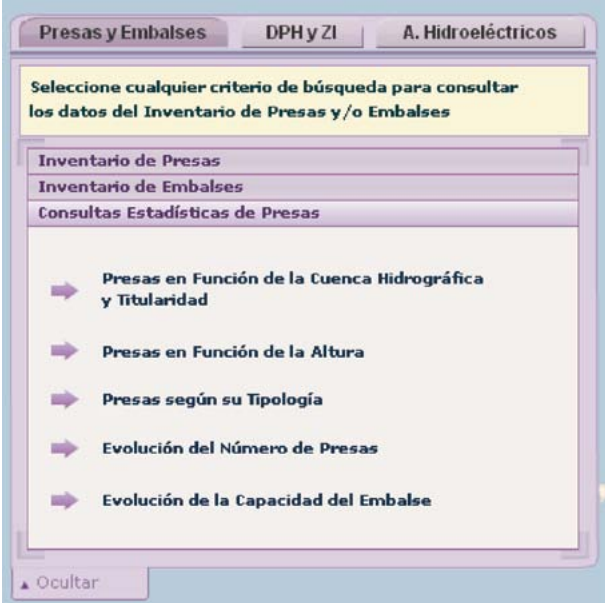 Presas y Embalses DPH y ZI A. Hidroeléctricos
Seleccione cualquier criterio de búsqueda para consultar
los datos del Inventario de Presas y/o Embalses
Inventario de Presas
Inventario de Embalses
Consultas Estadísticas de Presas
Presas en Función de la Cuenca Hidrográfica
y Titularidad
Presas en Función de la Altura
Presas según su Tipología
Evolución del Número de Presas
Evolución de la Capacidad del Embalse
Ocultar